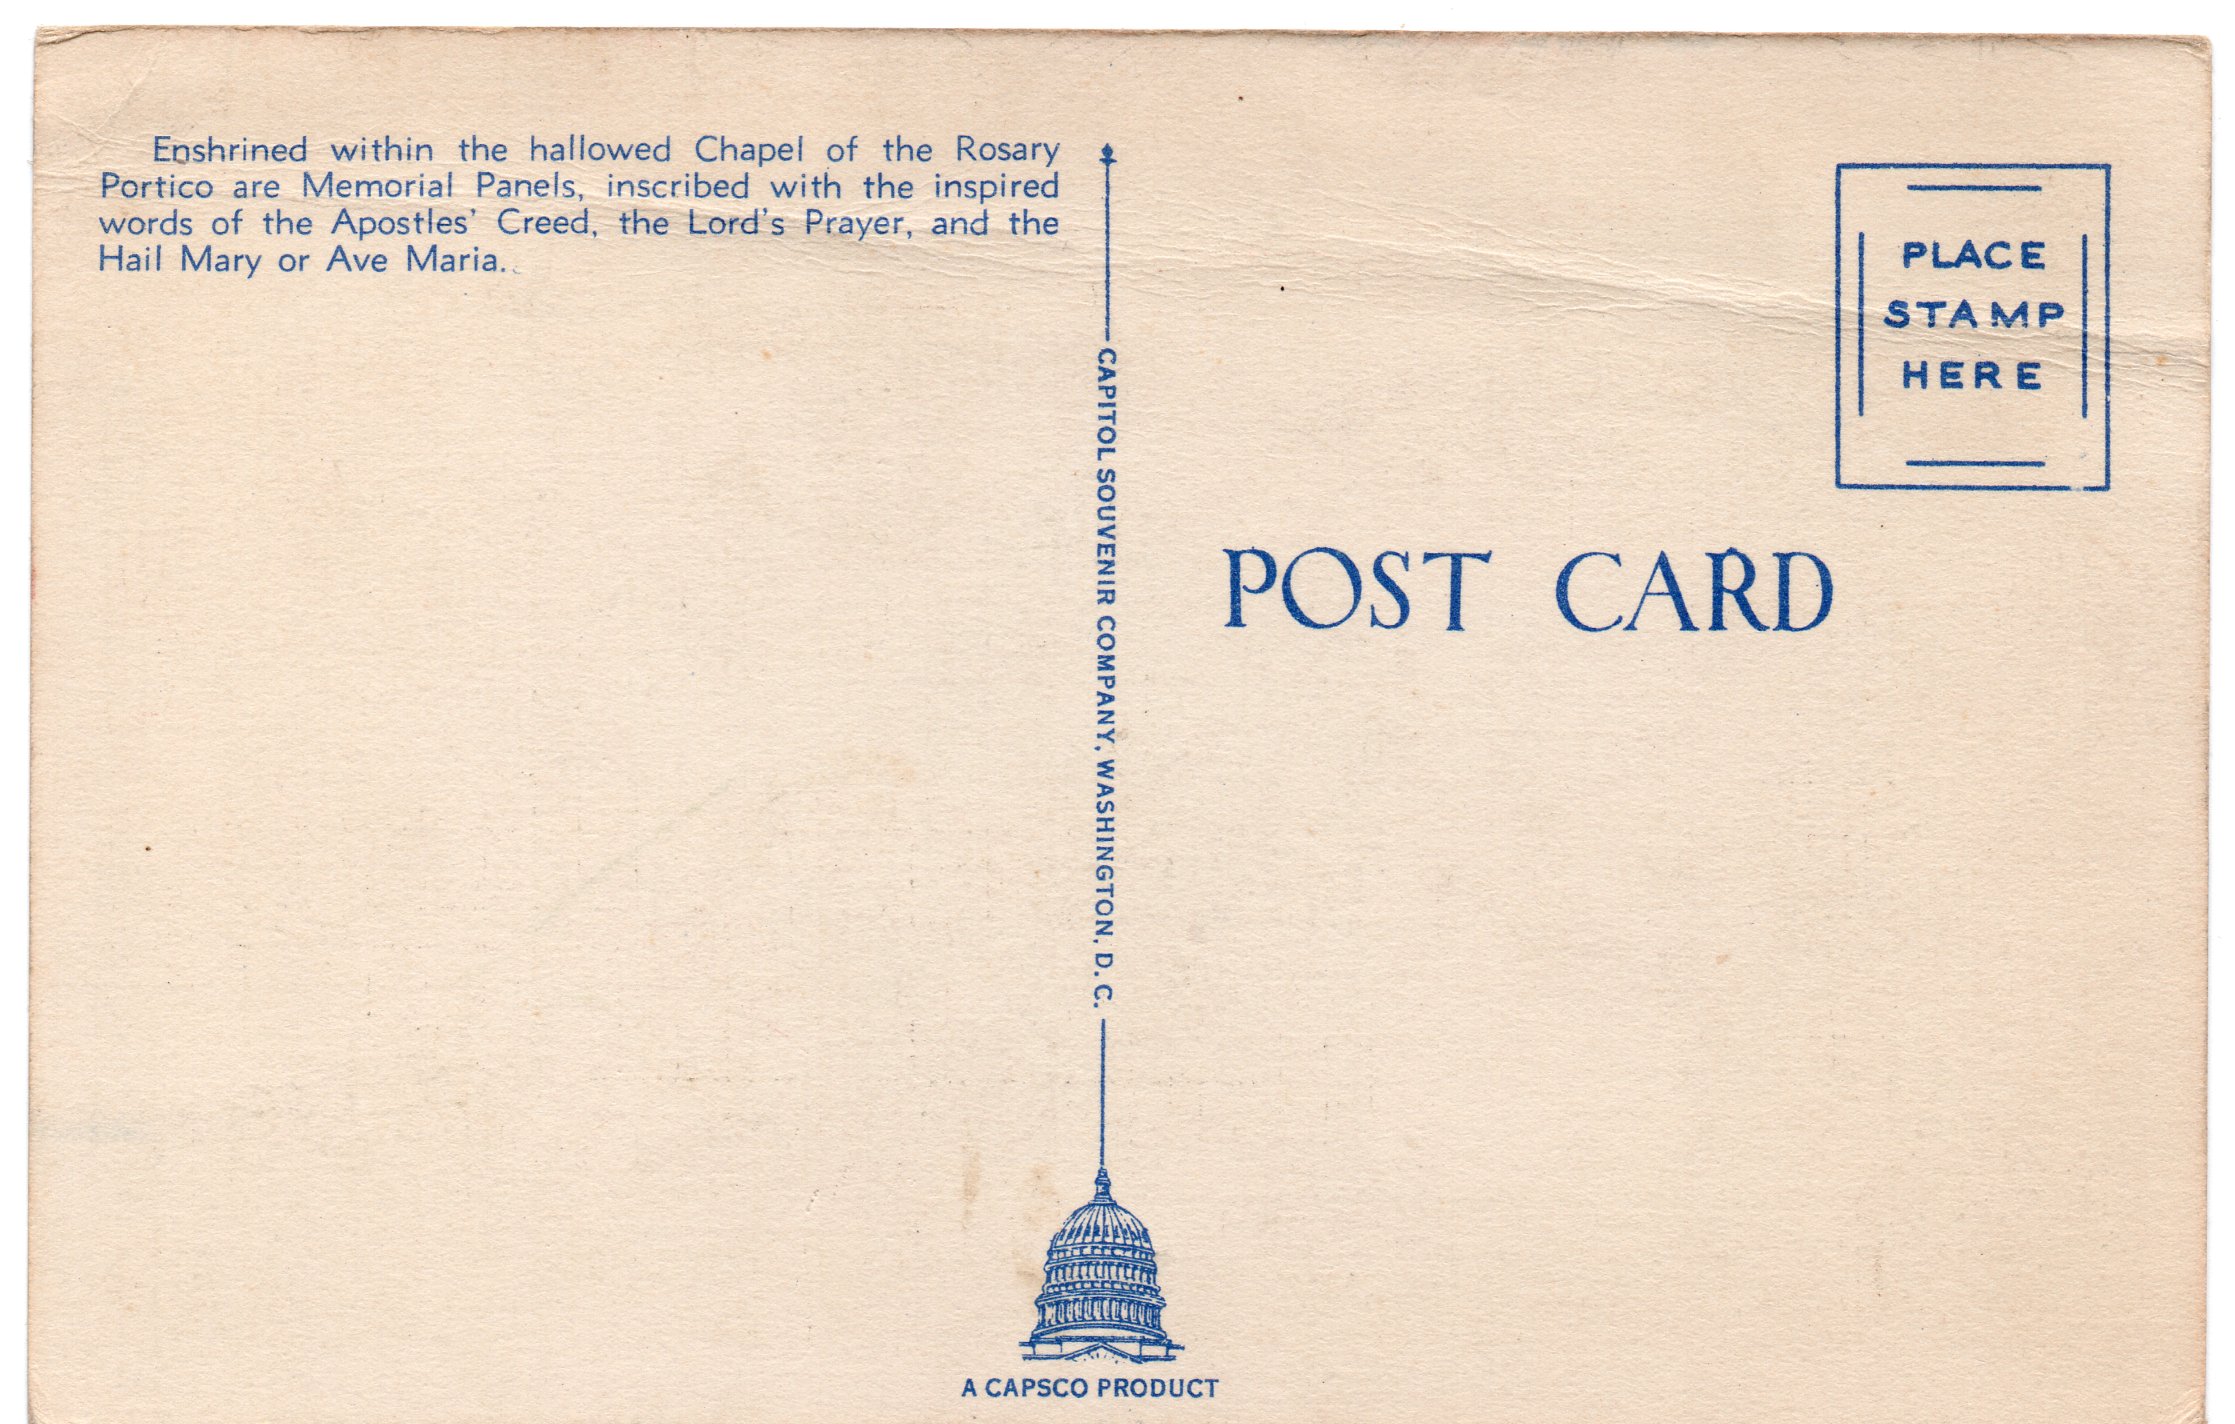 Enshrined within the hallowed Chapel of the Rosary
Portico are Memorial Panels, inscribed with the inspired
words of the Apostles' Creed, the Lord's Prayer, and the
Hail Mary or Ave Maria.
CAPITOL SOUVENIR COMPANY, WASHINGTON, D. C.
PLACE
STAMP
HERE
POST CARD
A CAPSCO PRODUCT